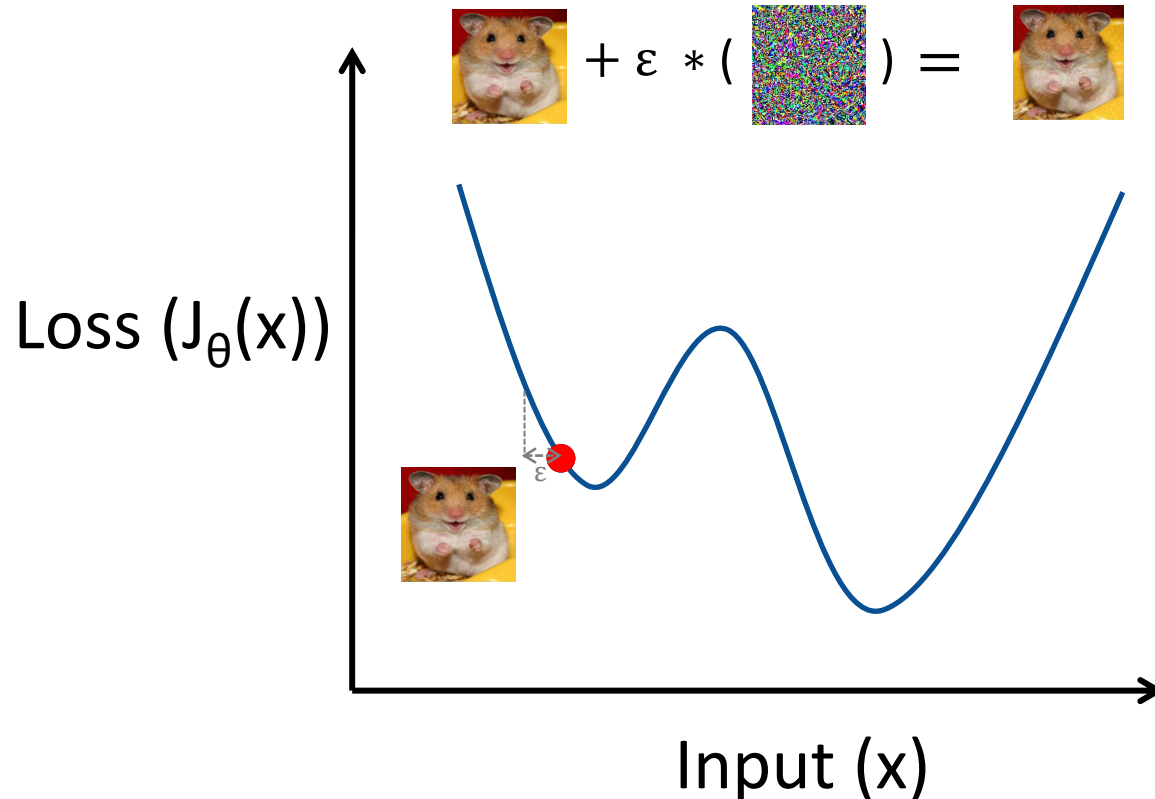 + ε * ( ) =
Loss (Jθ(x))
ε
Input (x)